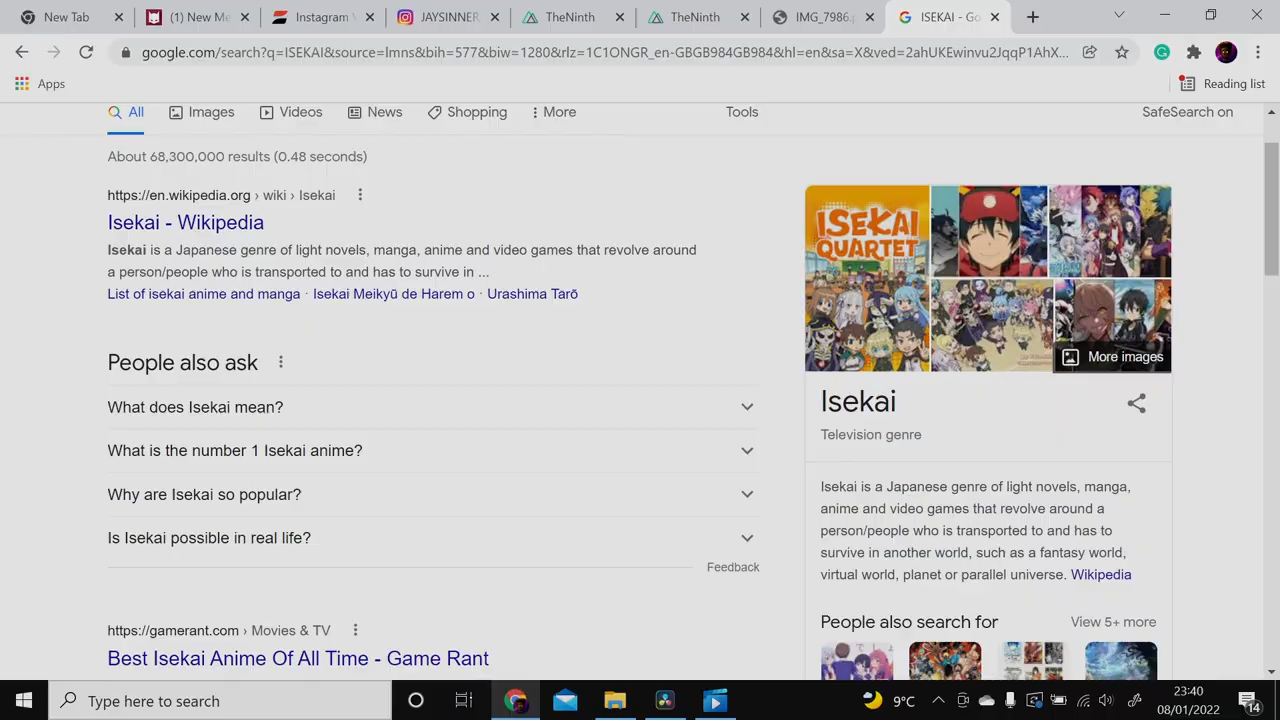 New Tab
(1) New Me
Instagram V
JAYSINNER
TheNinth
TheNinth
IMG_7986.p
ISEKAI - Go
google.com/search?q=ISEKAI&source=lmns&bih=577&biw=1280&rlz=1C1ONGR_en-GBGB984GB984&hl=en&sa=X&ved=2ahUKEwinvu2JqqP1AhX...
Apps
Reading list
All
Images
Videos
News
Shopping
More
Tools
SafeSearch on
About 68,300,000 results (0.48 seconds)
https://en.wikipedia.org › wiki › Isekai
Isekai - Wikipedia
Isekai is a Japanese genre of light novels, manga, anime and video games that revolve around
a person/people who is transported to and has to survive in ...
List of isekai anime and manga · Isekai Meikyū de Harem o · Urashima Tarō
People also ask
What does Isekai mean?
What is the number 1 Isekai anime?
Why are Isekai so popular?
Is Isekai possible in real life?
Feedback
https://gamerant.com › Movies & TV
Best Isekai Anime Of All Time - Game Rant
ISEKAI
QUARTET
More images
Isekai
Television genre
Isekai is a Japanese genre of light novels, manga,
anime and video games that revolve around a
person/people who is transported to and has to
survive in another world, such as a fantasy world,
virtual world, planet or parallel universe. Wikipedia
People also search for
View 5+ more
Type here to search
9°C
23:40
08/01/2022
14